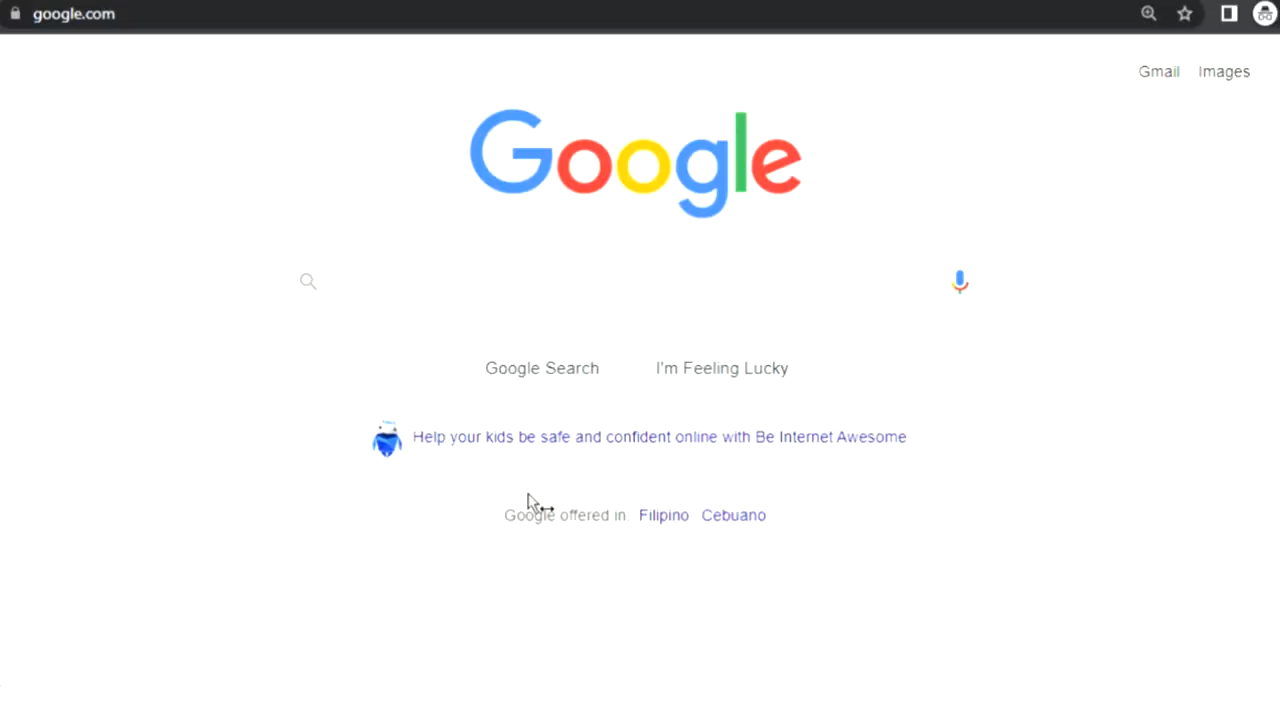 google.com
Gmail Images
Google
Google Search I'm Feeling Lucky
Help your kids be safe and confident online with Be Internet Awesome
Google offered in Filipino Cebuano